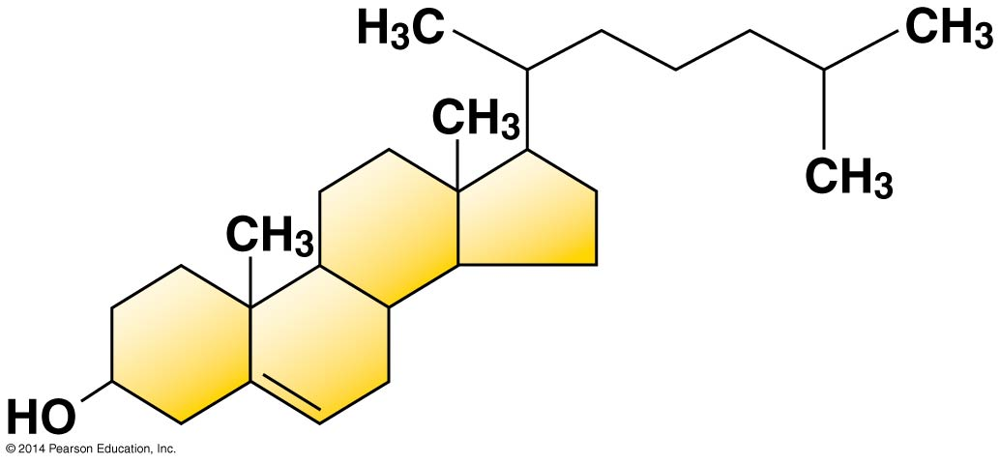 H₃C
CH₃
CH₃
CH₃
CH₃
HO
© 2014 Pearson Education, Inc.